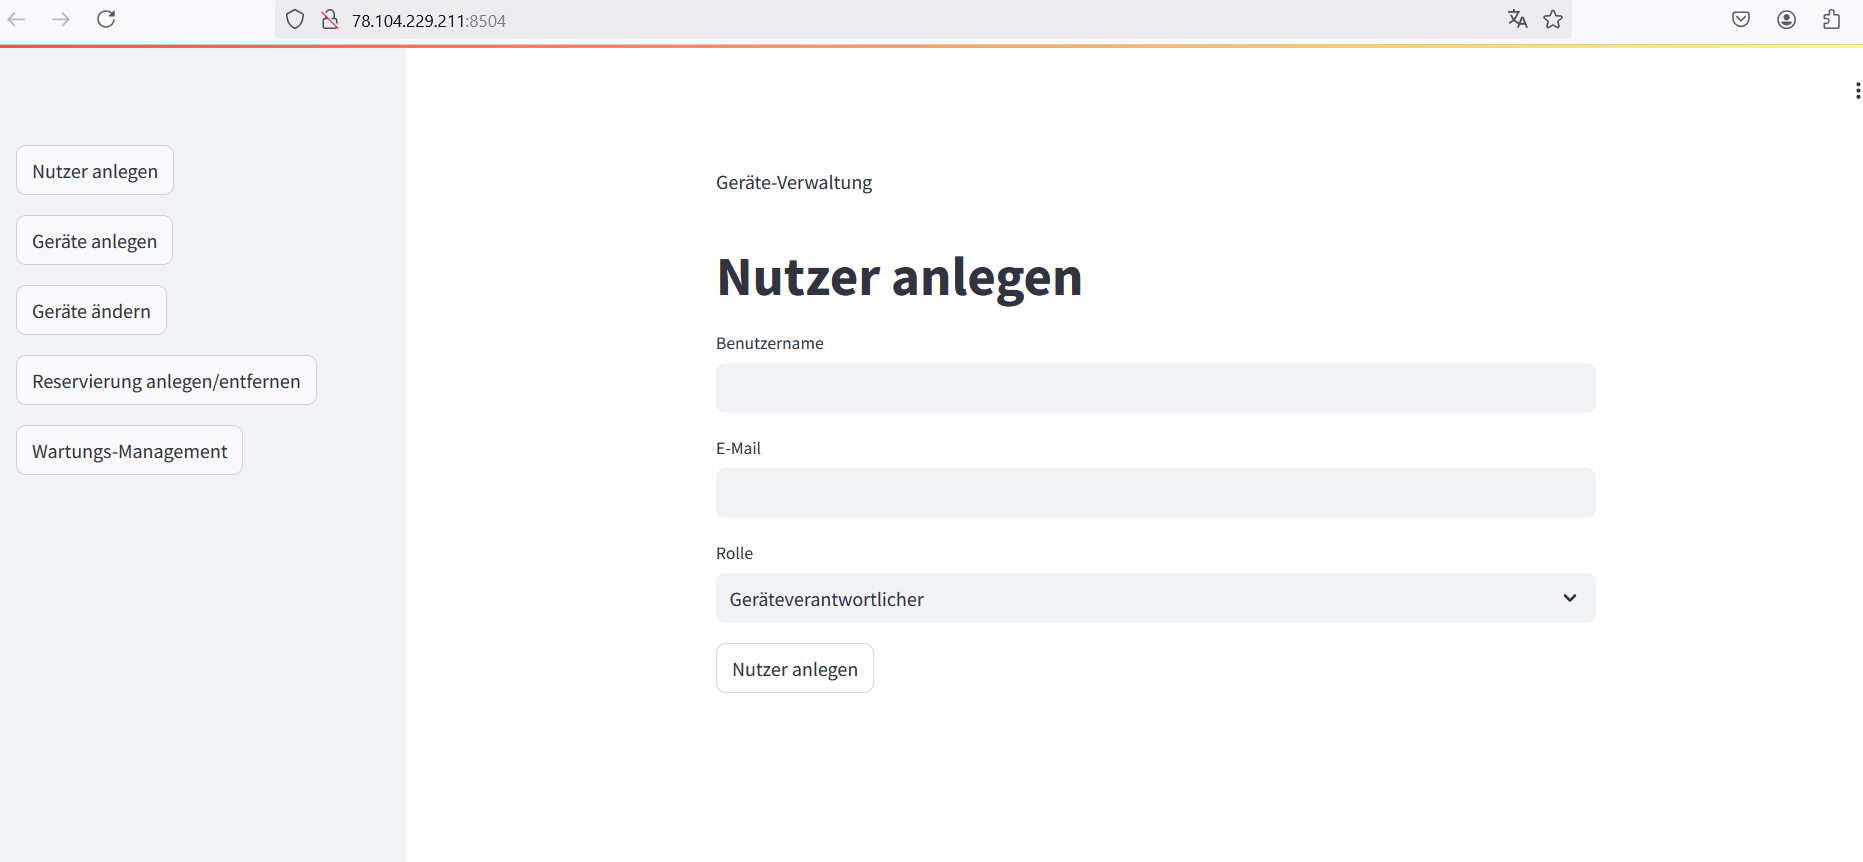 78.104.229.211:8504
Nutzer anlegen
Geräte anlegen
Geräte ändern
Reservierung anlegen/entfernen
Wartungs-Management
Geräte-Verwaltung
Nutzer anlegen
Benutzername
E-Mail
Rolle
Geräteverantwortlicher
Nutzer anlegen